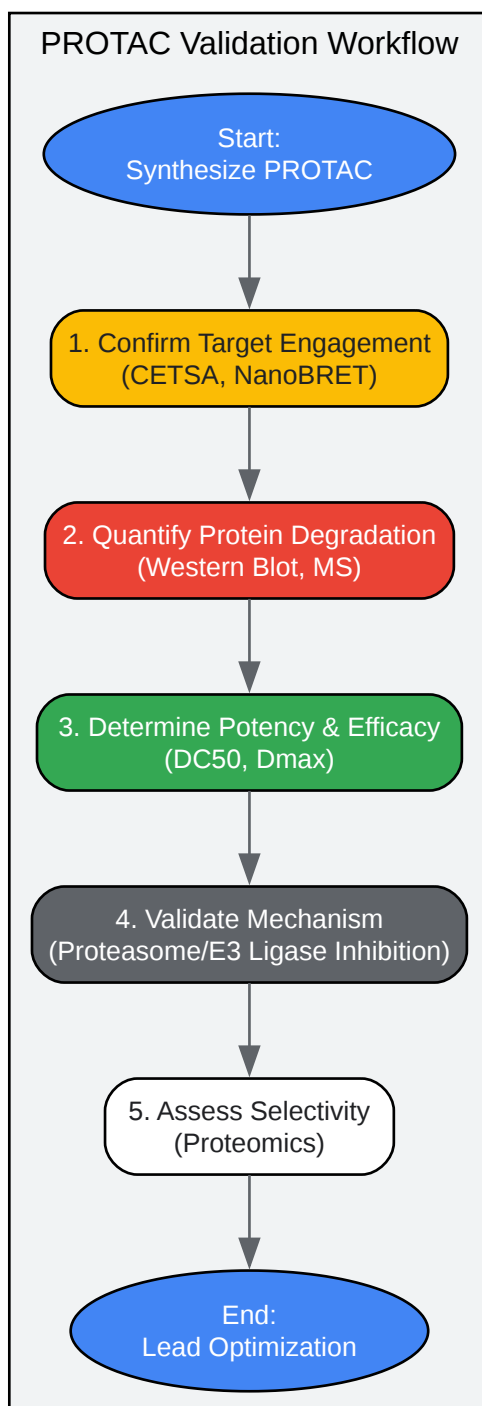 PROTAC Validation Workflow
Start:
Synthesize PROTAC
1. Confirm Target Engagement
(CETSA, NanoBRET)
2. Quantify Protein Degradation
(Western Blot, MS)
3. Determine Potency & Efficacy
(DC50, Dmax)
4. Validate Mechanism
(Proteasome/E3 Ligase Inhibition)
5. Assess Selectivity
(Proteomics)
End:
Lead Optimization